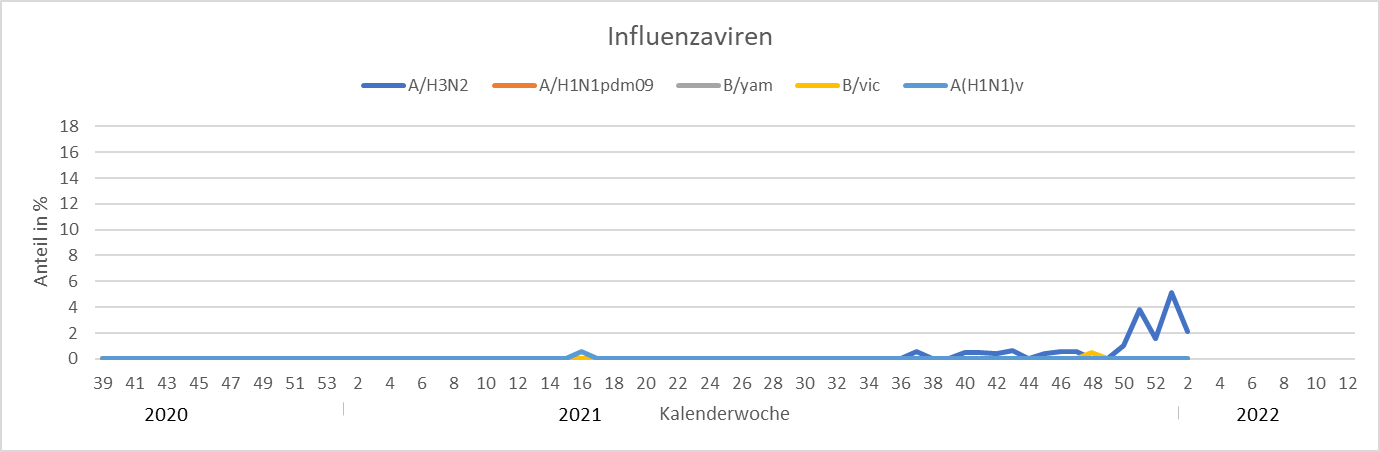 Influenzaviren
A/H3N2 A/H1N1pdm09 B/yam B/vic A(H1N1)v
Anteil in %
18
16
14
12
10
8
6
4
2
0
39 41 43 45 47 49 51 53 2 4 6 8 10 12 14 16 18 20 22 24 26 28 30 32 34 36 38 40 42 44 46 48 50 52 2 4 6 8 10 12
2020 2021 Kalenderwoche 2022